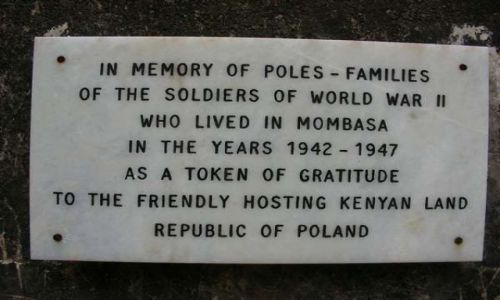 IN MEMORY OF POLES - FAMILIES
OF THE SOLDIERS OF WORLD WAR II
WHO LIVED IN MOMBASA
IN THE YEARS 1942 - 1947
AS A TOKEN OF GRATITUDE
TO THE FRIENDLY HOSTING KENYAN LAND
REPUBLIC OF POLAND